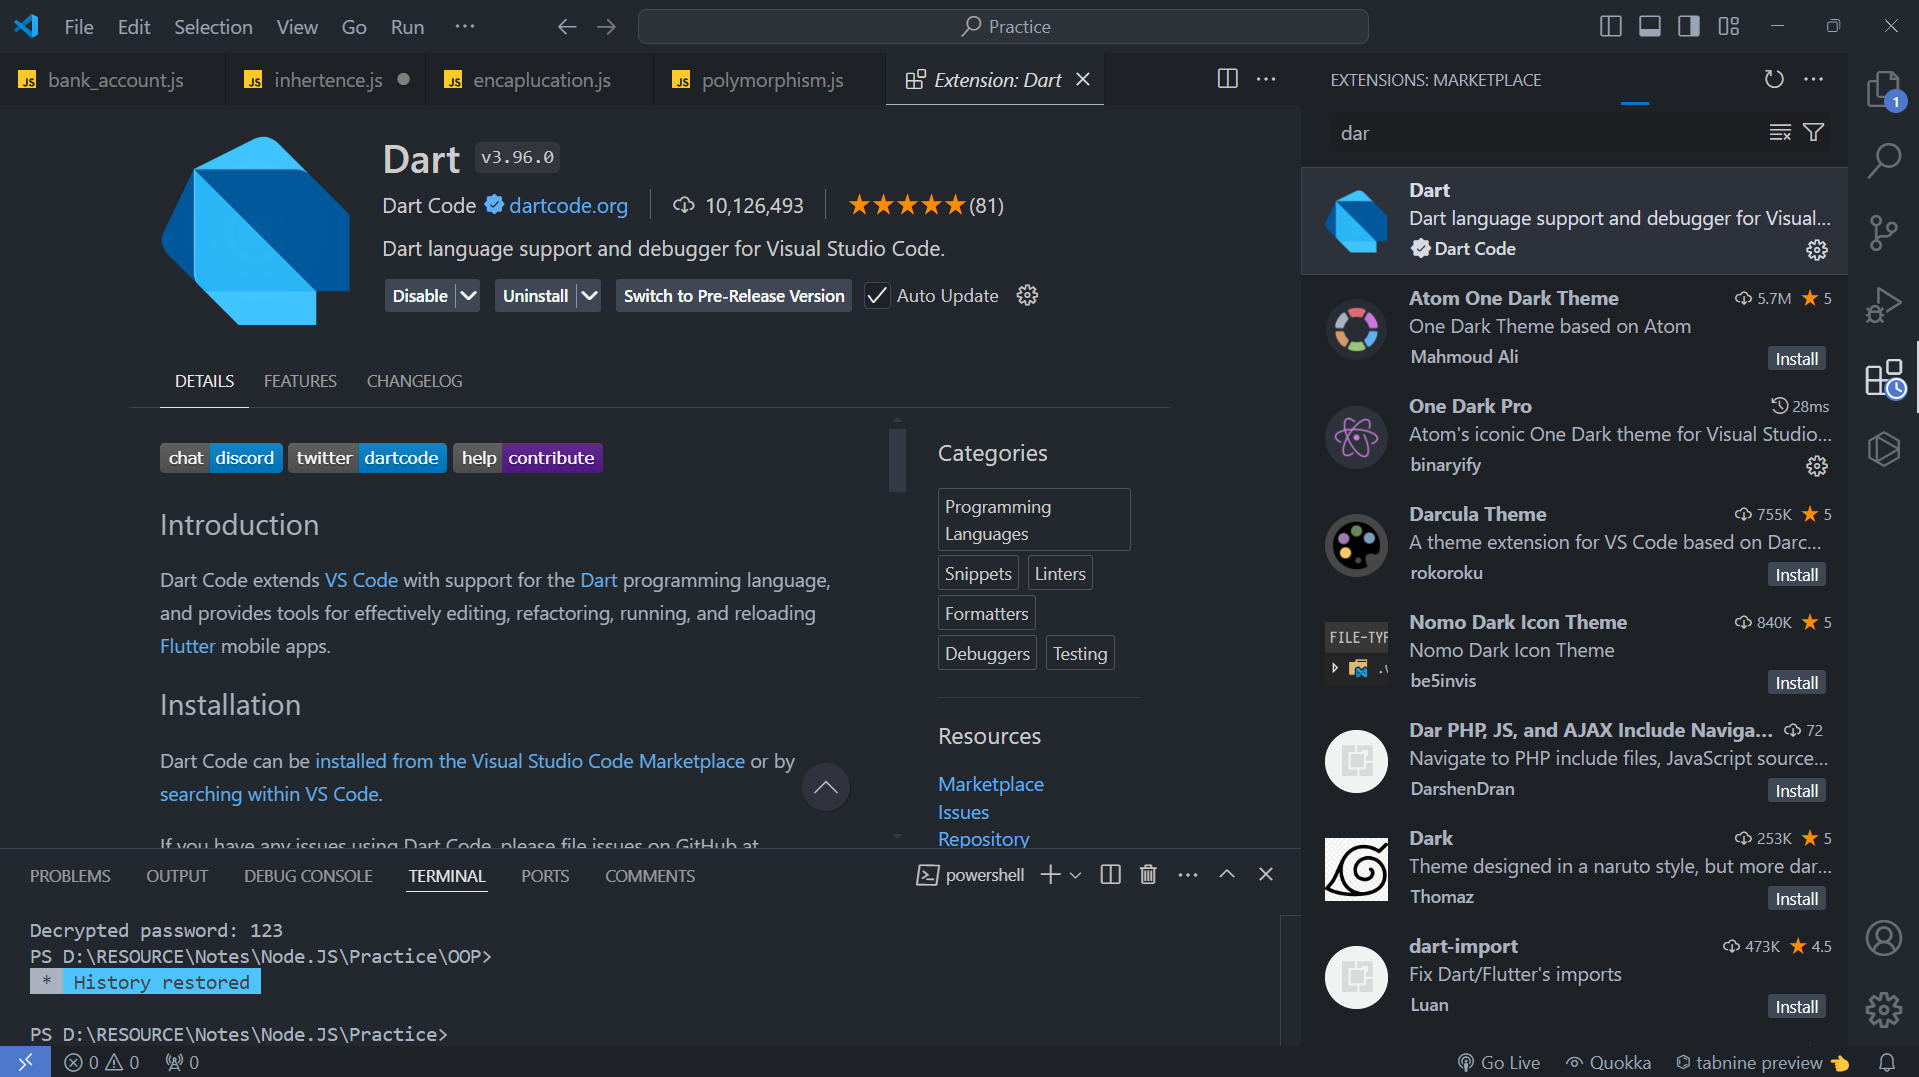 File Edit Selection View Go Run ··· Practice
JS bank_account.js JS inhertence.js JS encaplucation.js JS polymorphism.js Extension: Dart
Dart v3.96.0
Dart Code dartcode.org 10,126,493 (81)
Dart language support and debugger for Visual Studio Code.
Disable Uninstall Switch to Pre-Release Version Auto Update
DETAILS FEATURES CHANGELOG
chat discord twitter dartcode help contribute
Introduction
Dart Code extends VS Code with support for the Dart programming language,
and provides tools for effectively editing, refactoring, running, and reloading
Flutter mobile apps.
Installation
Dart Code can be installed from the Visual Studio Code Marketplace or by
searching within VS Code.
If you have any issues using Dart Code, please file issues on GitHub at
Categories
Programming
Languages
Snippets Linters
Formatters
Debuggers Testing
Resources
Marketplace
Issues
Repository
PROBLEMS OUTPUT DEBUG CONSOLE TERMINAL PORTS COMMENTS powershell
Decrypted password: 123
PS D:\RESOURCE\Notes\Node.JS\Practice\OOP>
* History restored
PS D:\RESOURCE\Notes\Node.JS\Practice>
EXTENSIONS: MARKETPLACE
dar
Dart
Dart language support and debugger for Visual...
Dart Code
Atom One Dark Theme 5.7M 5
One Dark Theme based on Atom
Mahmoud Ali Install
One Dark Pro 28ms
Atom's iconic One Dark theme for Visual Studio...
binaryify
Darcula Theme 755K 5
A theme extension for VS Code based on Darc...
rokoroku Install
FILE-TYP
Nomo Dark Icon Theme 840K 5
Nomo Dark Icon Theme
be5invis Install
Dar PHP, JS, and AJAX Include Naviga... 72
Navigate to PHP include files, JavaScript source...
DarshenDran Install
Dark 253K 5
Theme designed in a naruto style, but more dar...
Thomaz Install
dart-import 473K 4.5
Fix Dart/Flutter's imports
Luan Install
1
0 0 0 Go Live Quokka tabnine preview